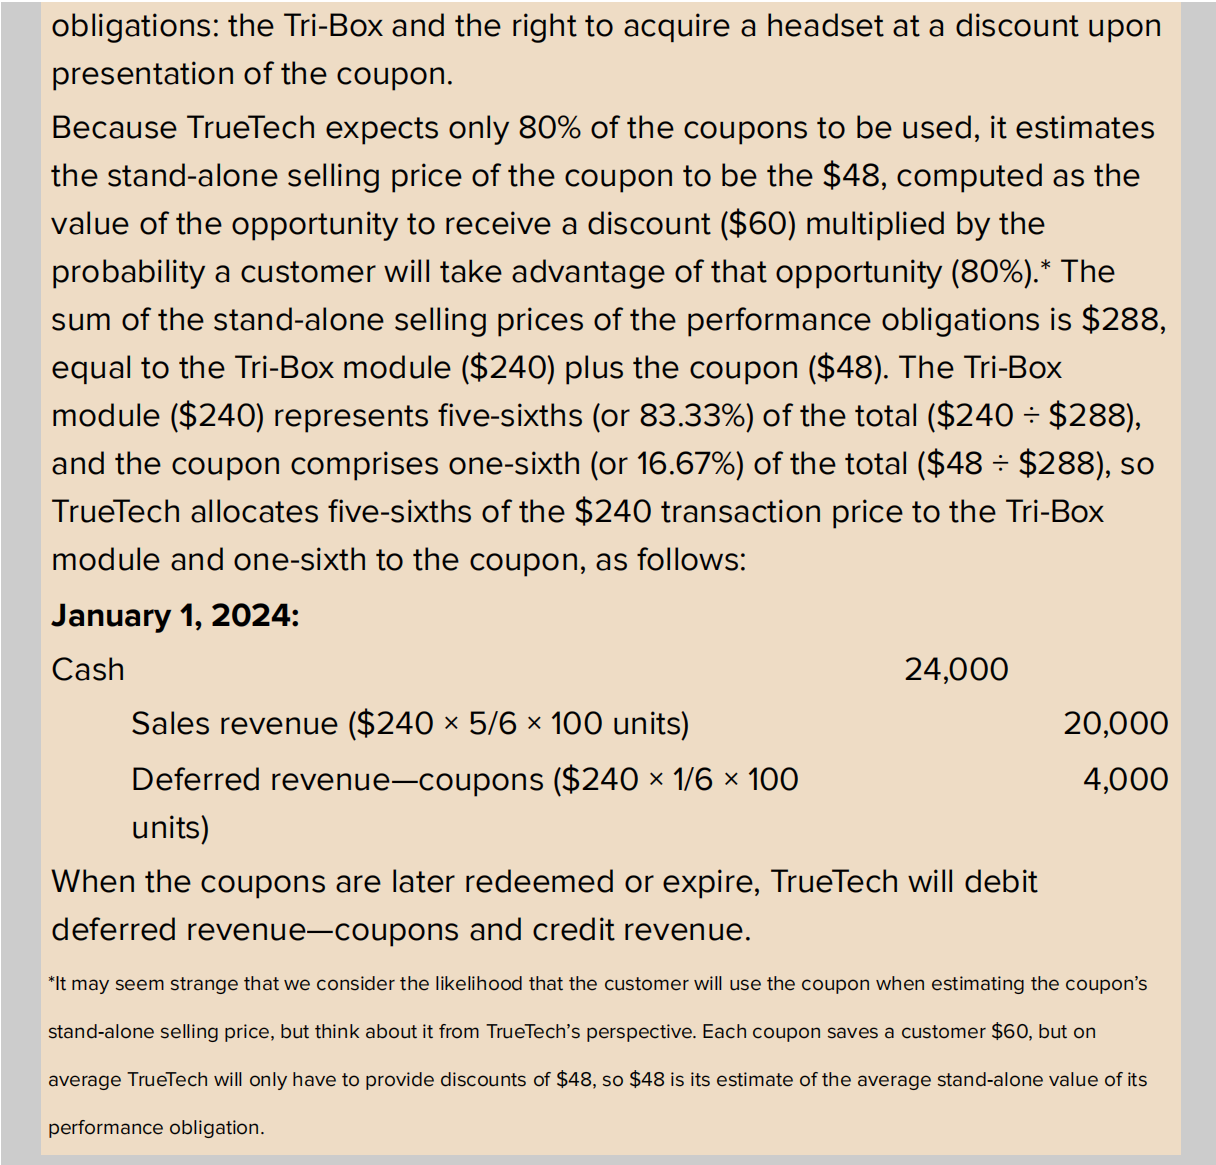 obligations: the Tri-Box and the right to acquire a headset at a discount upon
presentation of the coupon.
Because TrueTech expects only 80% of the coupons to be used, it estimates
the stand-alone selling price of the coupon to be the $48, computed as the
value of the opportunity to receive a discount ($60) multiplied by the
probability a customer will take advantage of that opportunity (80%).* The
sum of the stand-alone selling prices of the performance obligations is $288,
equal to the Tri-Box module ($240) plus the coupon ($48). The Tri-Box
module ($240) represents five-sixths (or 83.33%) of the total ($240 ÷ $288),
and the coupon comprises one-sixth (or 16.67%) of the total ($48 ÷ $288), so
TrueTech allocates five-sixths of the $240 transaction price to the Tri-Box
module and one-sixth to the coupon, as follows:
January 1, 2024:
Cash 24,000
Sales revenue ($240 × 5/6 × 100 units) 20,000
Deferred revenue—coupons ($240 × 1/6 × 100 4,000
units)
When the coupons are later redeemed or expire, TrueTech will debit
deferred revenue—coupons and credit revenue.
*It may seem strange that we consider the likelihood that the customer will use the coupon when estimating the coupon's
stand-alone selling price, but think about it from TrueTech's perspective. Each coupon saves a customer $60, but on
average TrueTech will only have to provide discounts of $48, so $48 is its estimate of the average stand-alone value of its
performance obligation.